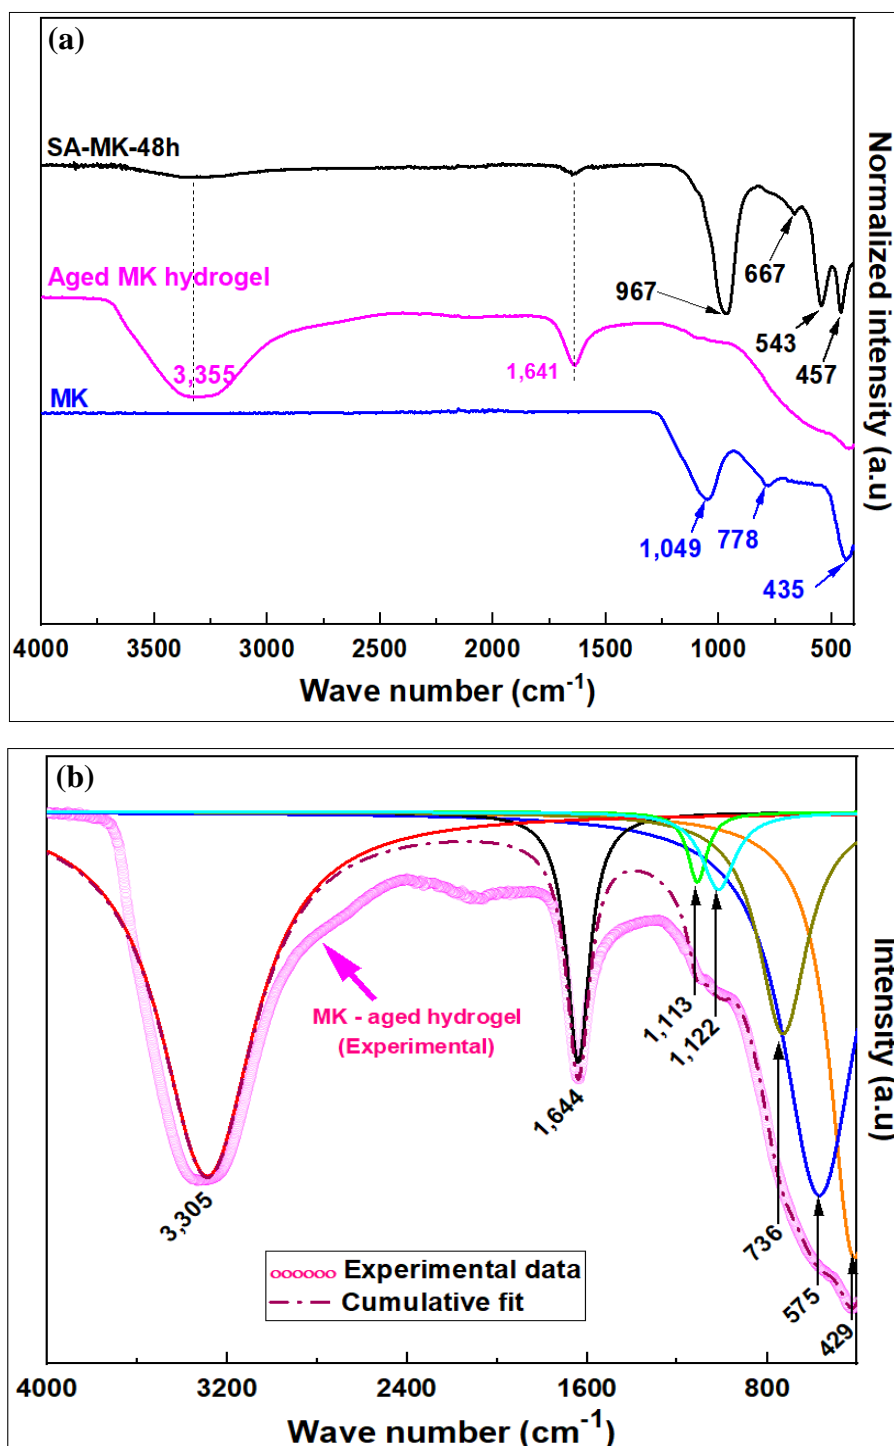 (a)
SA-MK-48h
Aged MK hydrogel
MK
3,355
1,641
967
667
543
457
1,049
778
435
4000 3500 3000 2500 2000 1500 1000 500
Wave number (cm-1)
Normalized intensity (a.u)
(b)
MK - aged hydrogel
(Experimental)
3,305
1,644
1,113
1,122
736
575
429
Experimental data
Cumulative fit
4000 3200 2400 1600 800
Wave number (cm-1)
Intensity (a.u)